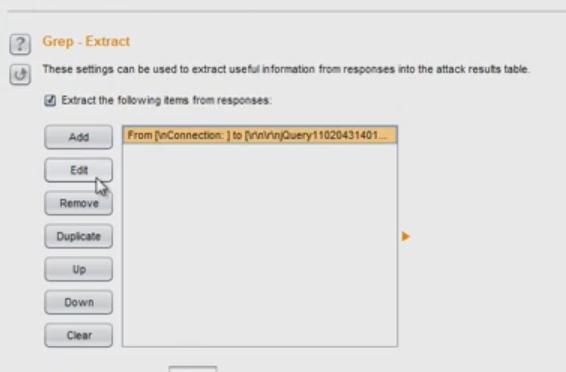 ?
Grep - Extract
These settings can be used to extract useful information from responses into the attack results table.
Extract the following items from responses:
Add
From [\nConnection: ] to [\r\n\r\njQuery11020431401...
Edit
Remove
Duplicate
Up
Down
Clear